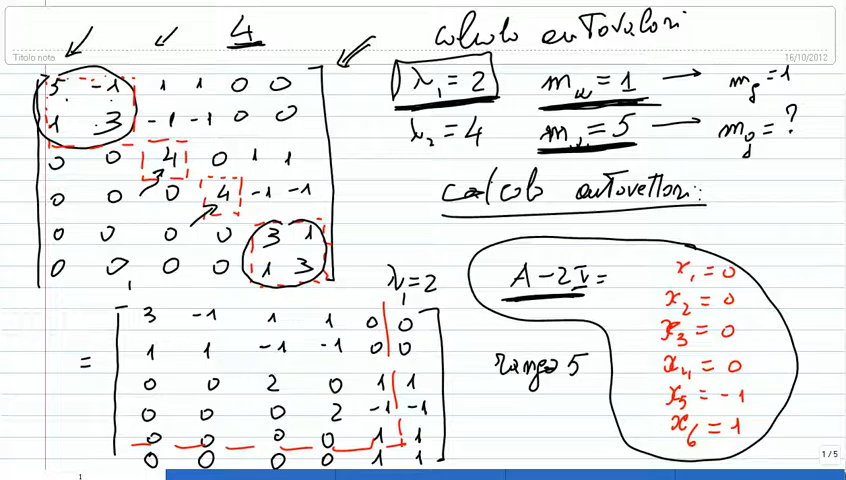 4 calcolo autovalori
Titolo nota 16/10/2012
5 -1 1 1 0 0
1 3 -1 -1 0 0
0 0 4 0 1 1
0 0 0 4 -1 -1
0 0 0 0 3 1
0 0 0 0 1 3
λ₁ = 2 mₐ = 1 → m_g = 1
λ₂ = 4 mₐ = 5 → m_g = ?
calcolo autovettori:
A - 2I =
λ₁ = 2
=
3 -1 1 1 0 0
1 1 -1 -1 0 0
0 0 2 0 1 1
0 0 0 2 -1 -1
0 0 0 0 1 1
0 0 0 0 1 1
rango 5
x₁ = 0
x₂ = 0
x₃ = 0
x₄ = 0
x₅ = -1
x₆ = 1
1 / 5
1